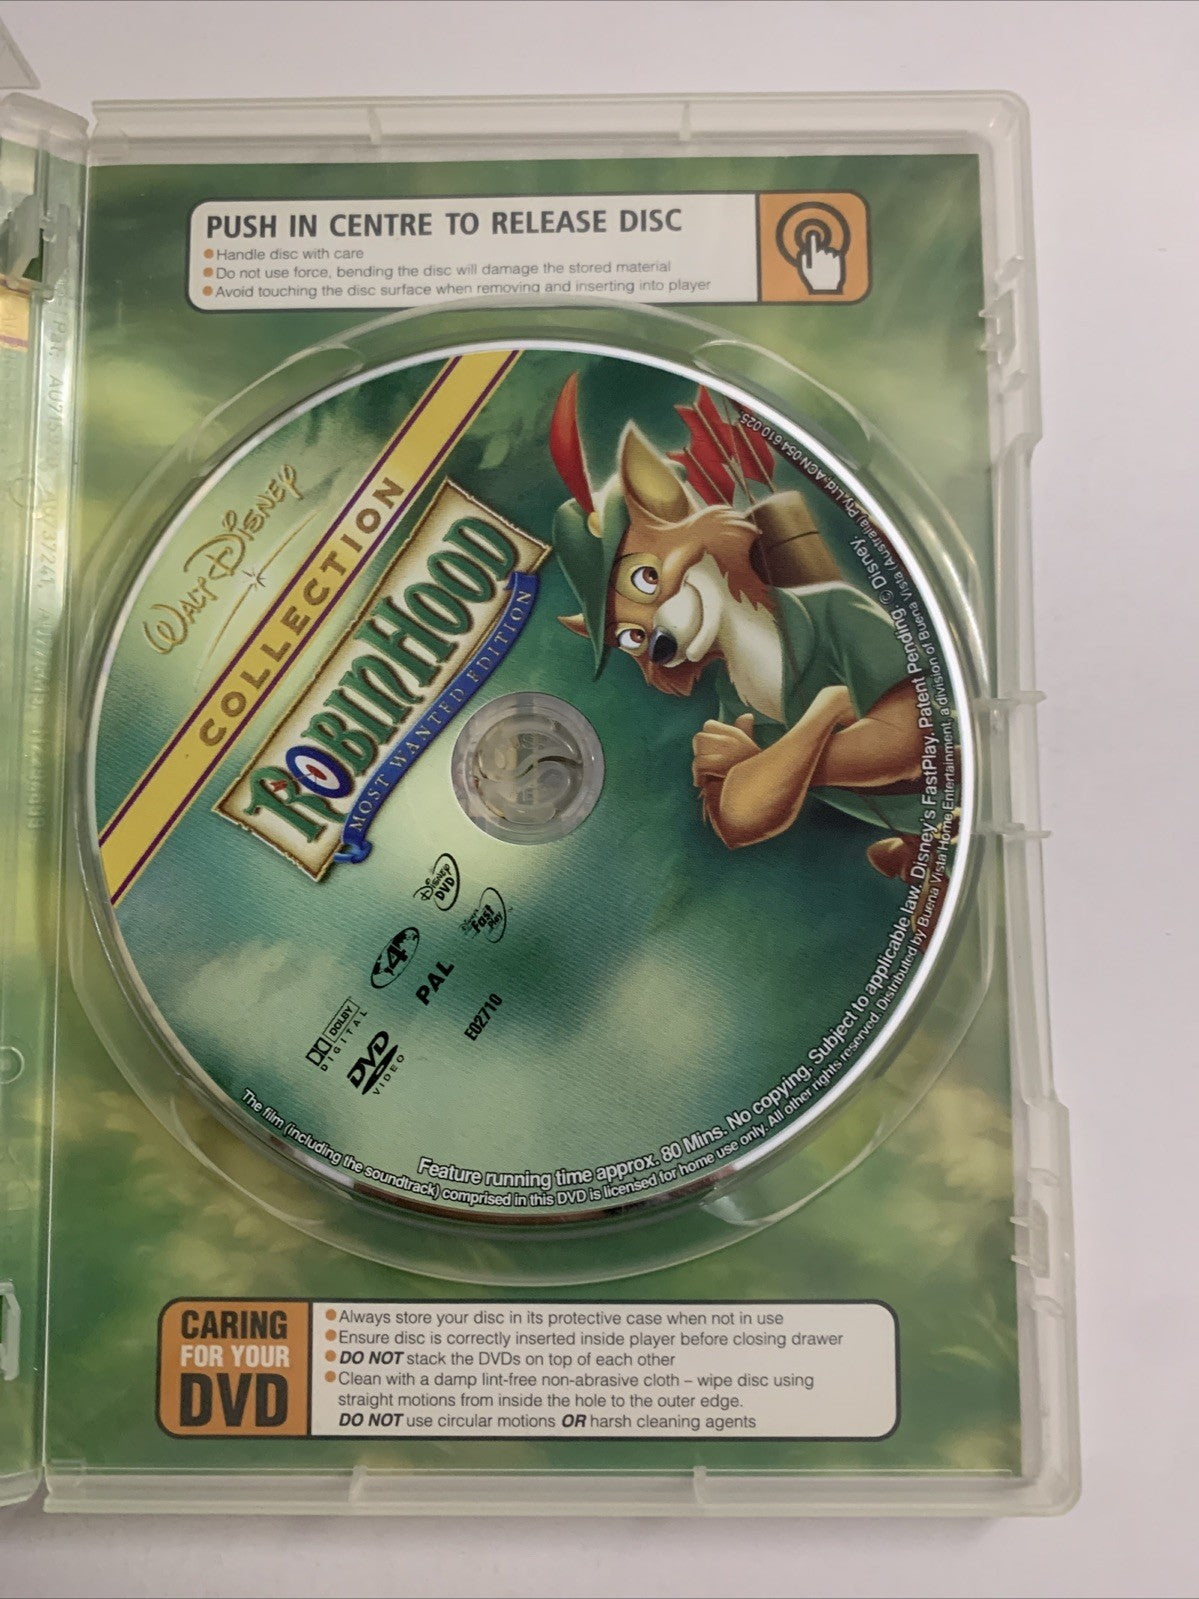 PUSH IN CENTRE TO RELEASE DISC
Handle disc with care
Do not use force, bending the disc will damage the stored material
Avoid touching the disc surface when removing and inserting into player
WALT DISNEY
COLLECTION
ROBIN HOOD
MOST WANTED EDITION
DISNEY DVD
Disney's Fast Play
4
PAL
E02710
DOLBY
DIGITAL
DVD
VIDEO
Feature running time approx. 80 Mins. No copying. Subject to applicable law. Disney's FastPlay. Patent Pending. © Disney.
The film (including the soundtrack) comprised in this DVD is licensed for home use only. All other rights reserved. Distributed by Buena Vista Home Entertainment, a division of Buena Vista (Australia) Pty. Ltd. ACN 054 610 025.
CARING
FOR YOUR
DVD
Always store your disc in its protective case when not in use
Ensure disc is correctly inserted inside player before closing drawer
DO NOT stack the DVDs on top of each other
Clean with a damp lint-free non-abrasive cloth – wipe disc using
straight motions from inside the hole to the outer edge.
DO NOT use circular motions OR harsh cleaning agents